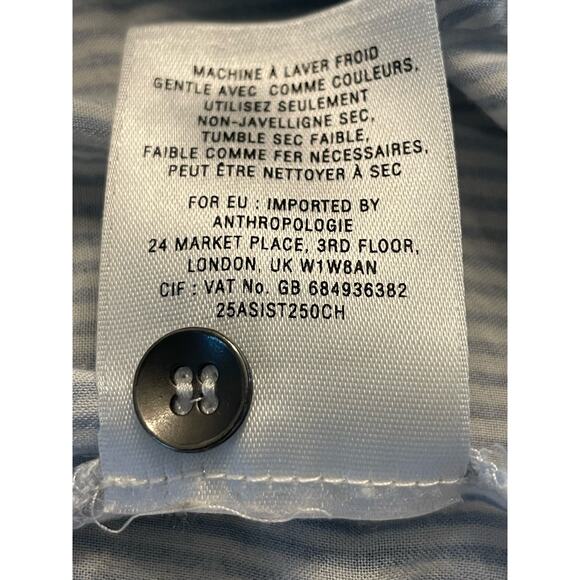 MACHINE À LAVER FROID
GENTLE AVEC COMME COULEURS,
UTILISEZ SEULEMENT
NON-JAVELLIGNE SEC,
TUMBLE SEC FAIBLE,
FAIBLE COMME FER NÉCESSAIRES,
PEUT ÊTRE NETTOYER À SEC
FOR EU : IMPORTED BY
ANTHROPOLOGIE
24 MARKET PLACE, 3RD FLOOR,
LONDON, UK W1W8AN
CIF : VAT No. GB 684936382
25ASIST250CH